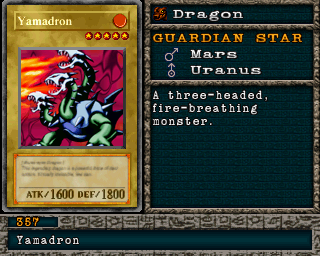 Yamadron
ATK/1600 DEF/1800
Dragon
GUARDIAN STAR
Mars
Uranus
A three-headed,
fire-breathing
monster.
357
Yamadron